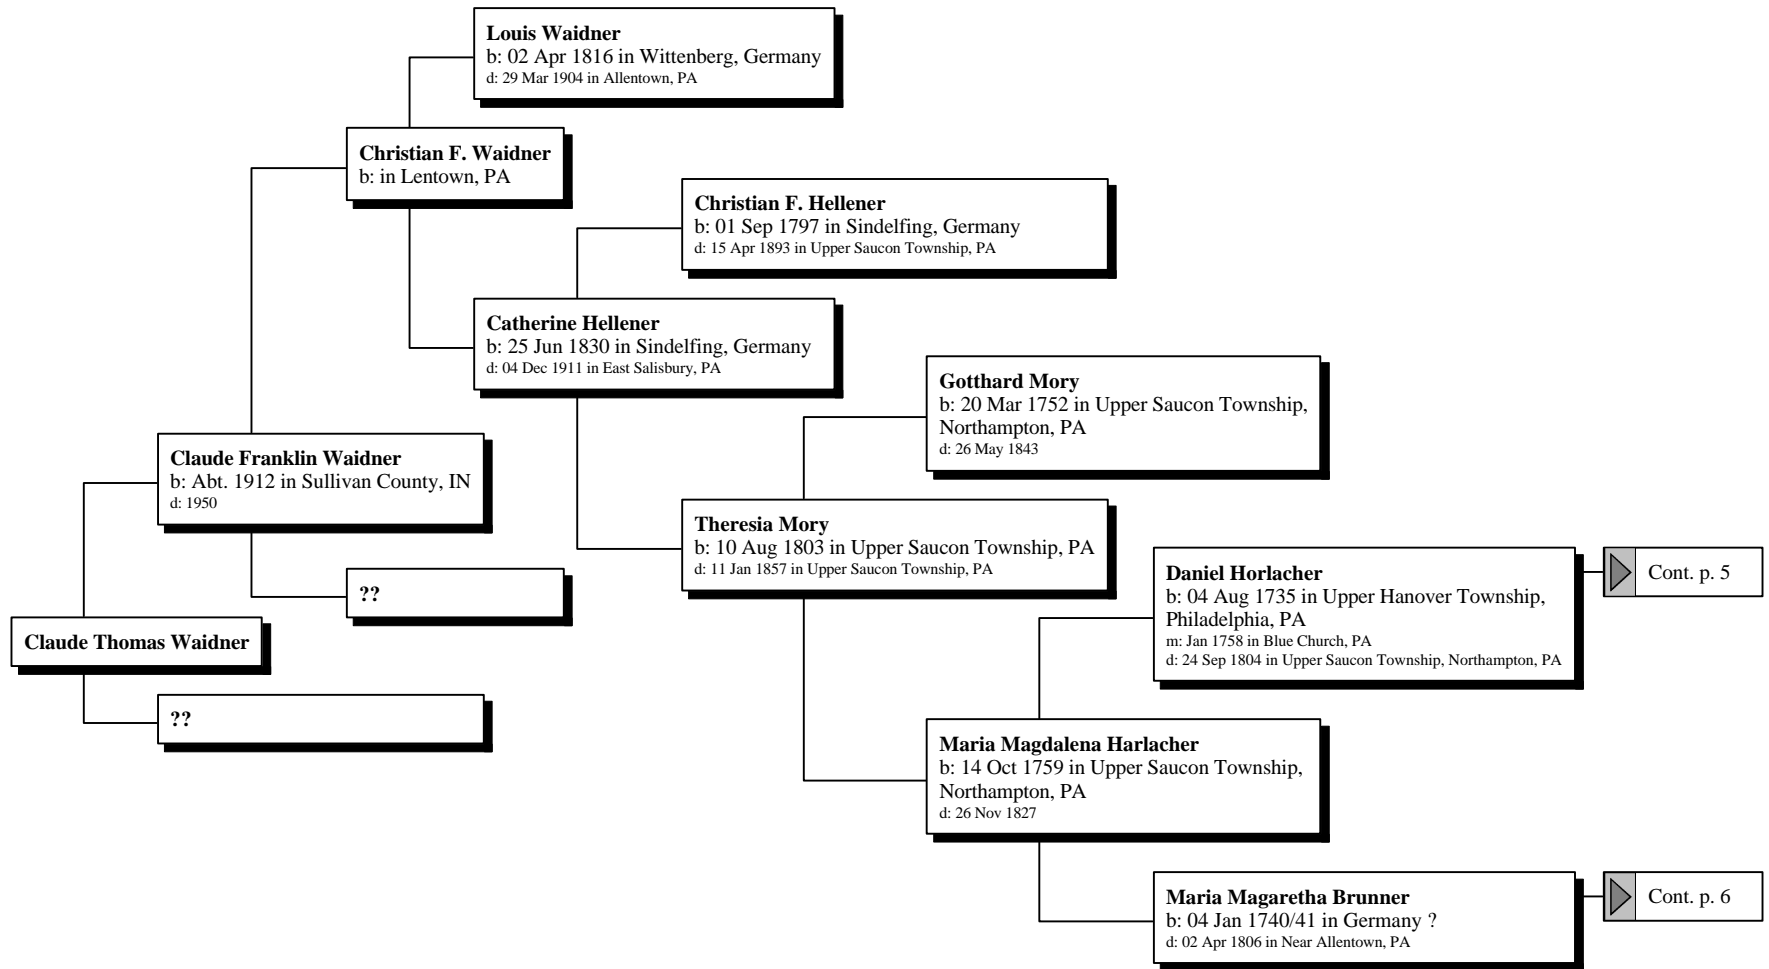 Louis Waidner
b: 02 Apr 1816 in Wittenberg, Germany
d: 29 Mar 1904 in Allentown, PA
Christian F. Waidner
b: in Lentown, PA
Christian F. Hellener
b: 01 Sep 1797 in Sindelfing, Germany
d: 15 Apr 1893 in Upper Saucon Township, PA
Catherine Hellener
b: 25 Jun 1830 in Sindelfing, Germany
d: 04 Dec 1911 in East Salisbury, PA
Gotthard Mory
b: 20 Mar 1752 in Upper Saucon Township,
Northampton, PA
d: 26 May 1843
Claude Franklin Waidner
b: Abt. 1912 in Sullivan County, IN
d: 1950
Theresia Mory
b: 10 Aug 1803 in Upper Saucon Township, PA
d: 11 Jan 1857 in Upper Saucon Township, PA
Daniel Horlacher
b: 04 Aug 1735 in Upper Hanover Township,
Philadelphia, PA
m: Jan 1758 in Blue Church, PA
d: 24 Sep 1804 in Upper Saucon Township, Northampton, PA
Cont. p. 5
??
Claude Thomas Waidner
??
Maria Magdalena Harlacher
b: 14 Oct 1759 in Upper Saucon Township,
Northampton, PA
d: 26 Nov 1827
Maria Magaretha Brunner
b: 04 Jan 1740/41 in Germany ?
d: 02 Apr 1806 in Near Allentown, PA
Cont. p. 6